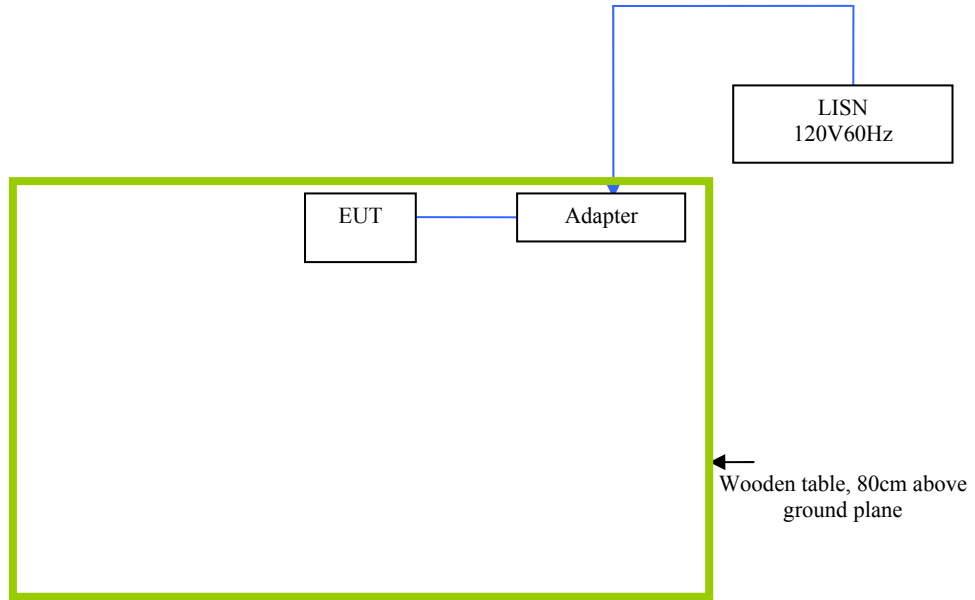 LISN
120V60Hz
EUT
Adapter
Wooden table, 80cm above
ground plane